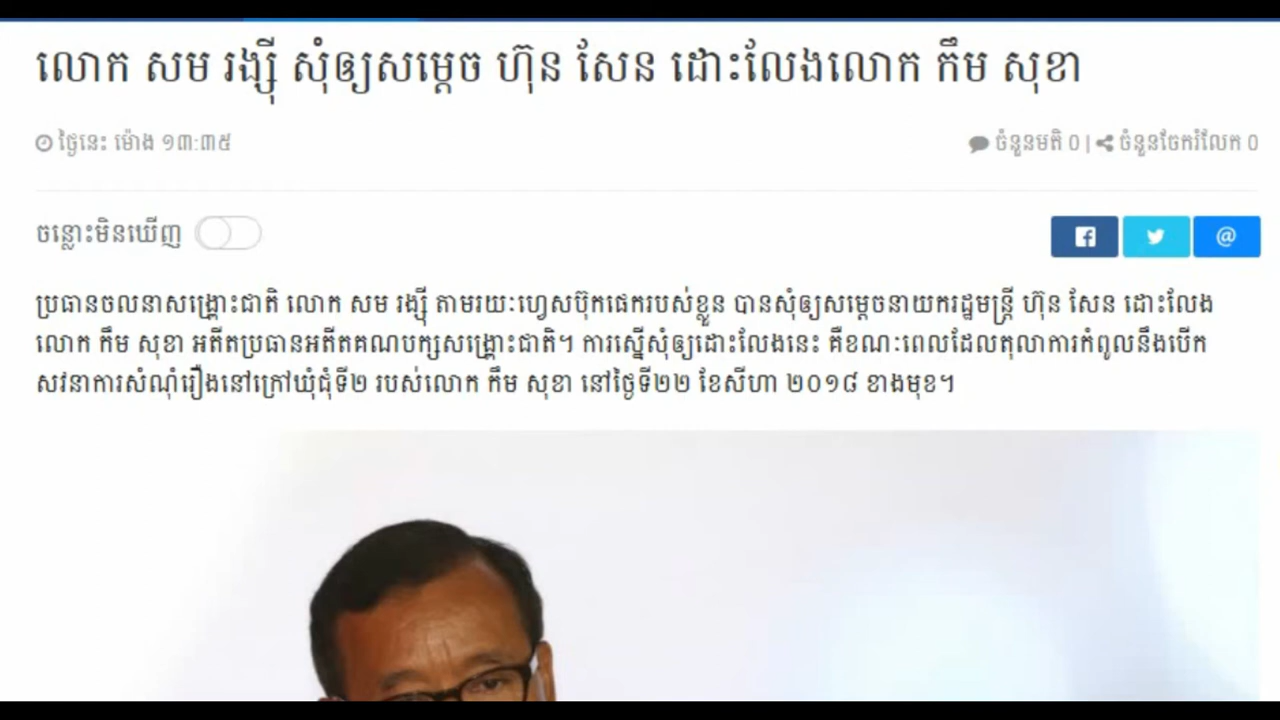 លោក សម រង្ស៊ី សុំឲ្យសម្ដេច ហ៊ុន សែន ដោះលែងលោក កឹម សុខា
ថ្ងៃនេះ ម៉ោង ១៣:៣៥
ចំនួនមតិ 0 | ចំនួនចែករំលែក 0
ចន្លោះមិនឃើញ
ប្រធានចលនាសង្គ្រោះជាតិ លោក សម រង្ស៊ី តាមរយៈហ្វេសប៊ុកផេករបស់ខ្លួន បានសុំឲ្យសម្ដេចនាយករដ្ឋមន្ត្រី ហ៊ុន សែន ដោះលែង
លោក កឹម សុខា អតីតប្រធានអតីតគណបក្សសង្គ្រោះជាតិ។ ការស្នើសុំឲ្យដោះលែងនេះ គឺខណៈពេលដែលតុលាការកំពូលនឹងបើក
សវនាការសំណុំរឿងនៅក្រៅឃុំជុំទី២ របស់លោក កឹម សុខា នៅថ្ងៃទី២២ ខែសីហា ២០១៨ ខាងមុខ។